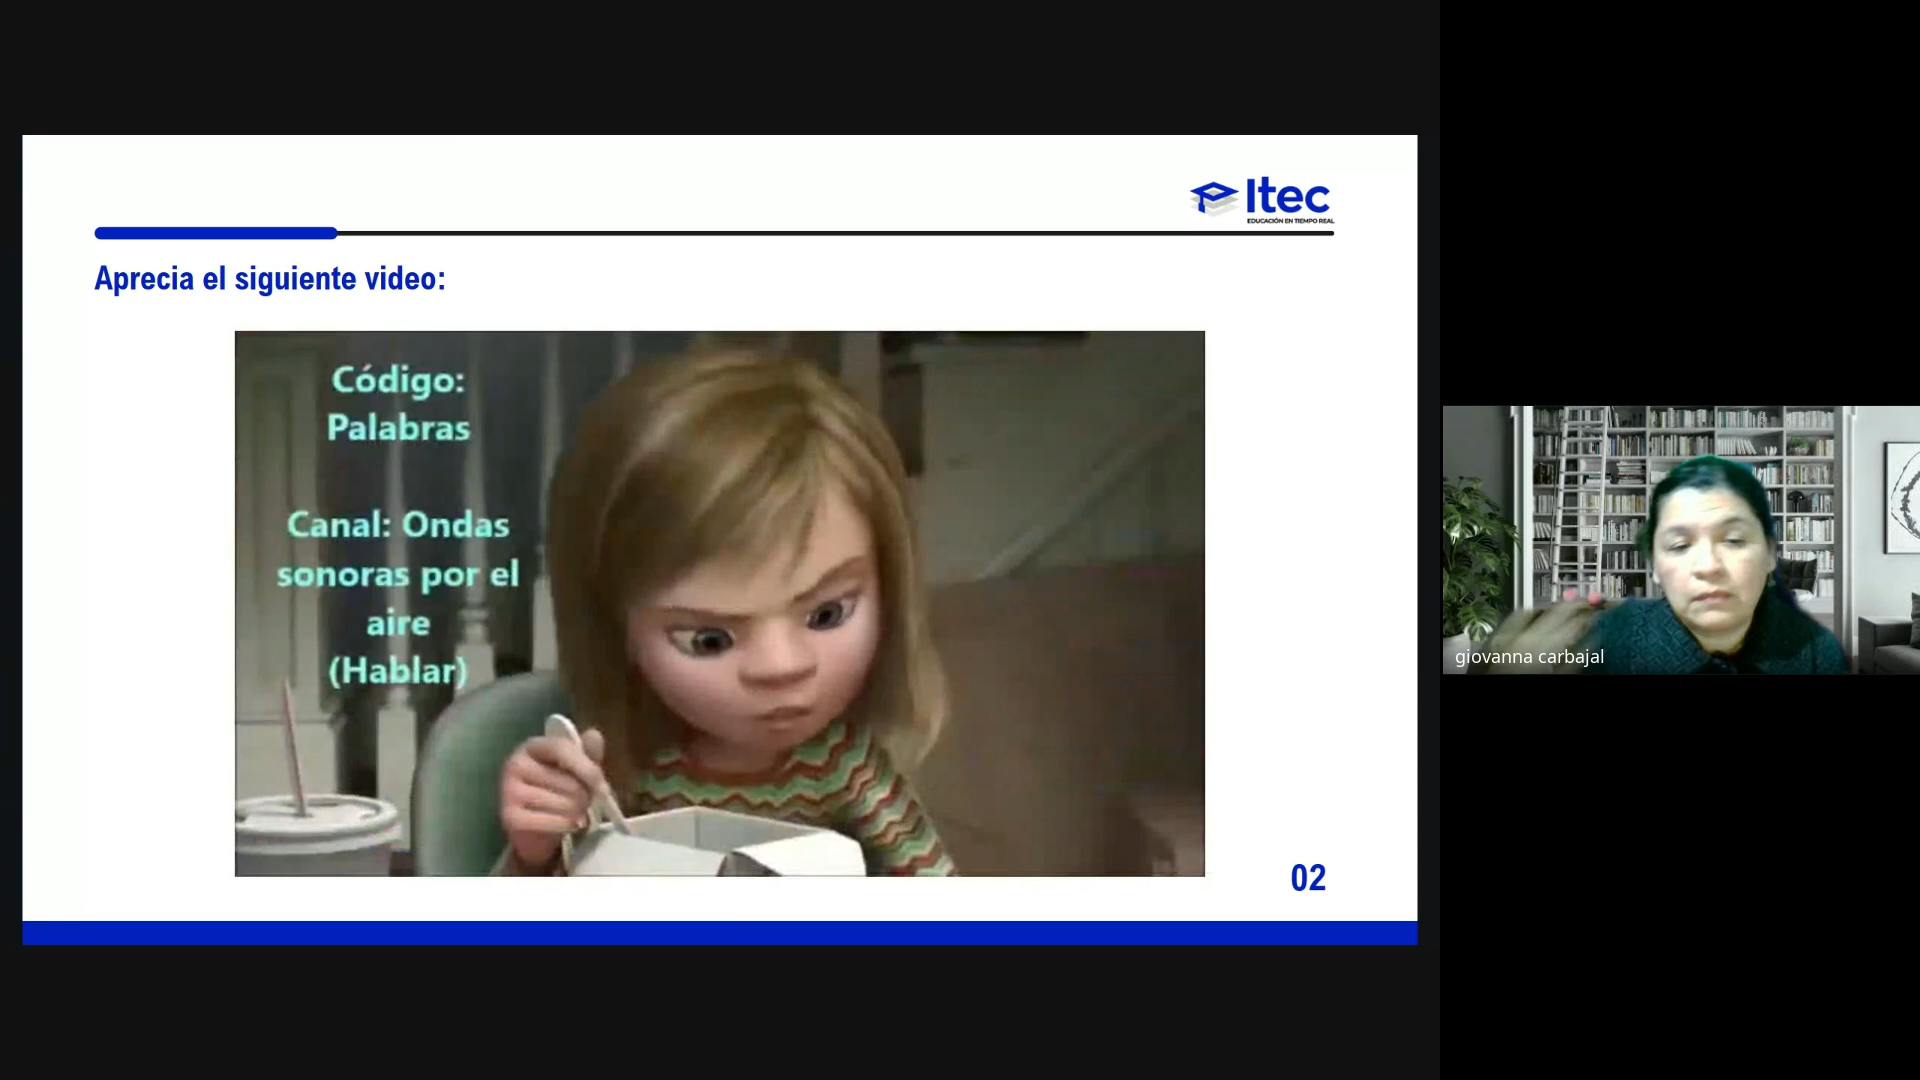 Itec
EDUCACIÓN EN TIEMPO REAL
Aprecia el siguiente video:
Código:
Palabras
Canal: Ondas
sonoras por el
aire
(Hablar)
02
giovanna carbajal